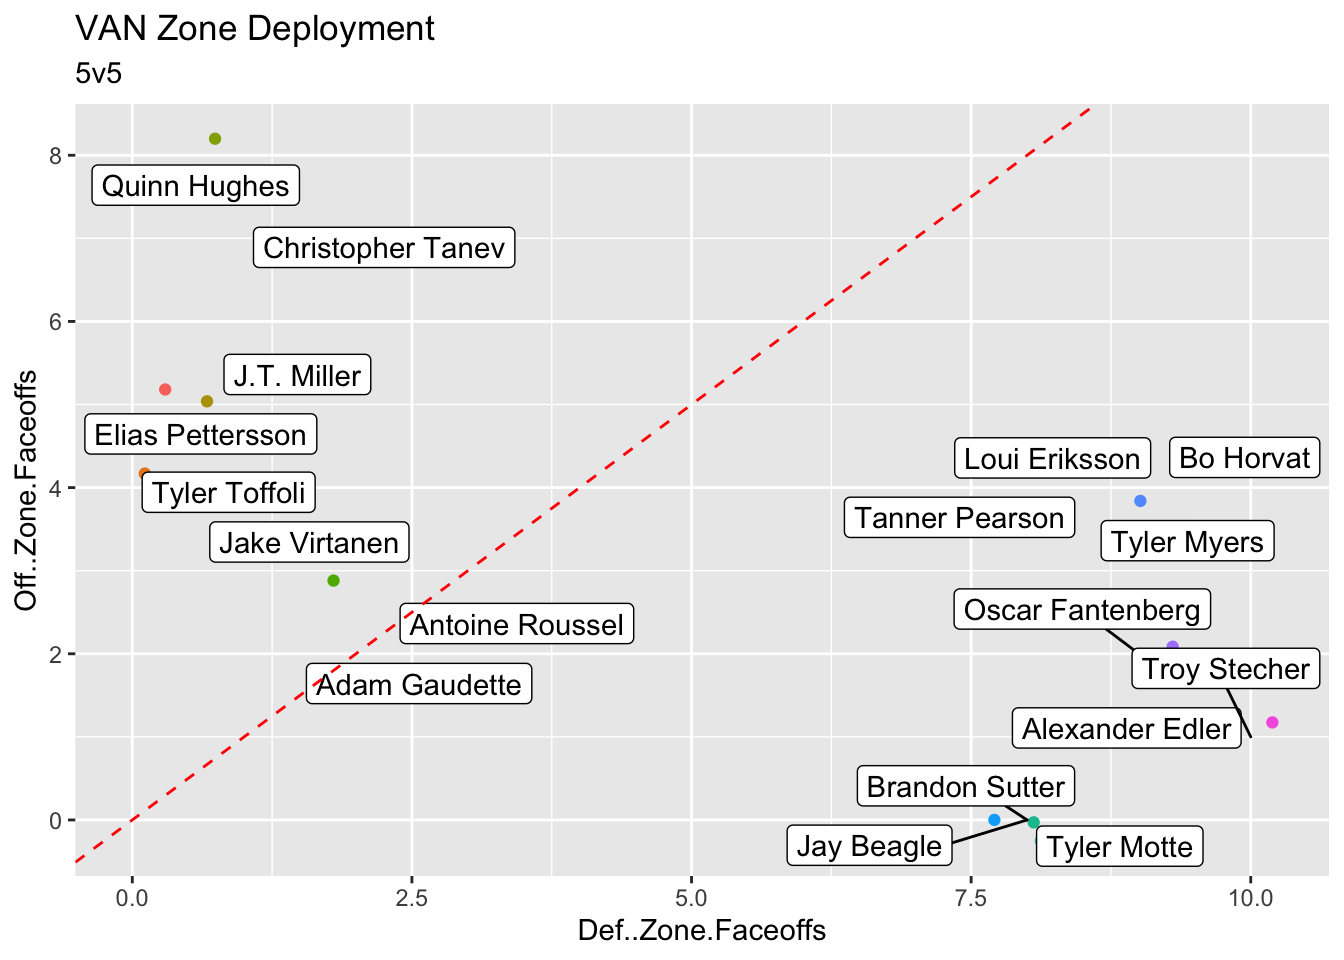 VAN Zone Deployment
5v5
Off..Zone.Faceoffs
8
6
4
2
0
Quinn Hughes
Christopher Tanev
J.T. Miller
Elias Pettersson
Tyler Toffoli
Jake Virtanen
Antoine Roussel
Adam Gaudette
Loui Eriksson
Bo Horvat
Tanner Pearson
Tyler Myers
Oscar Fantenberg
Troy Stecher
Alexander Edler
Brandon Sutter
Jay Beagle
Tyler Motte
0.0
2.5
5.0
7.5
10.0
Def..Zone.Faceoffs